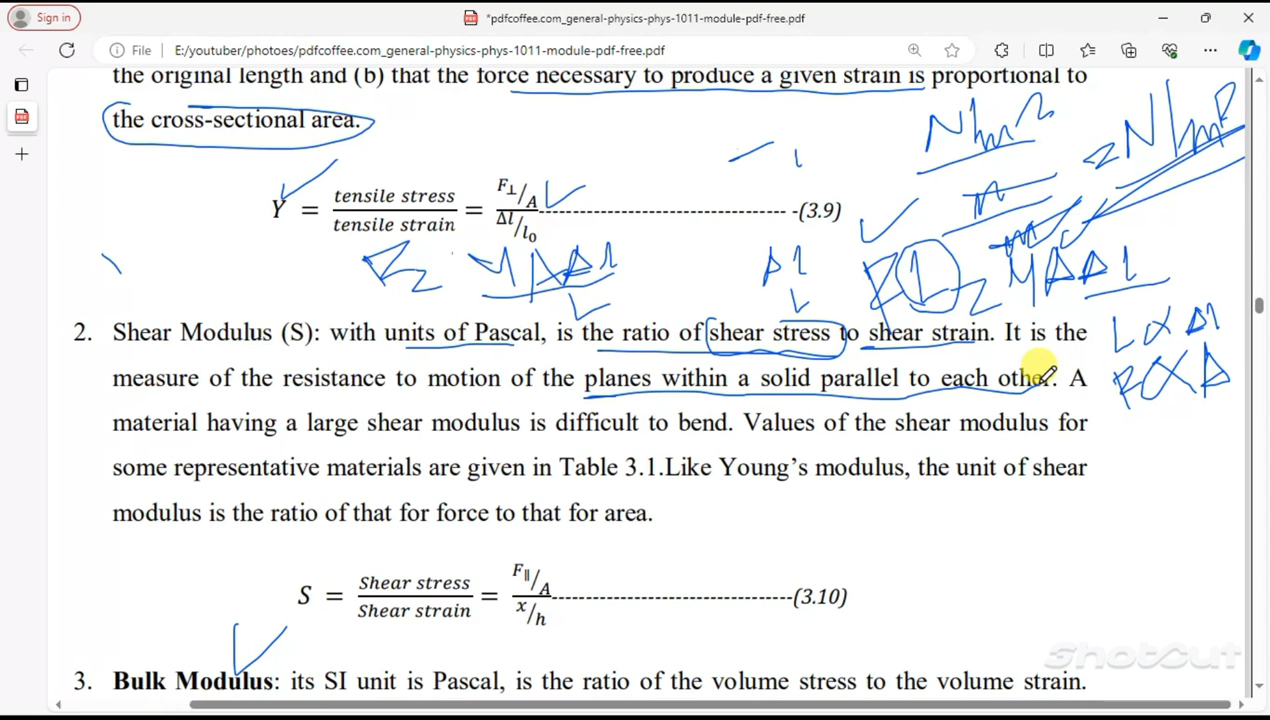 Sign in
*pdfcoffee.com_general-physics-phys-1011-module-pdf-free.pdf
File
E:/youtuber/photoes/pdfcoffee.com_general-physics-phys-1011-module-pdf-free.pdf
the original length and (b) that the force necessary to produce a given strain is proportional to
the cross-sectional area.
Y = tensile stress / tensile strain = F⊥/A / Δl/l₀ -(3.9)
2. Shear Modulus (S): with units of Pascal, is the ratio of shear stress to shear strain. It is the
measure of the resistance to motion of the planes within a solid parallel to each other. A
material having a large shear modulus is difficult to bend. Values of the shear modulus for
some representative materials are given in Table 3.1.Like Young's modulus, the unit of shear
modulus is the ratio of that for force to that for area.
S = Shear stress / Shear strain = F∥/A / x/h (3.10)
3. Bulk Modulus: its SI unit is Pascal, is the ratio of the volume stress to the volume strain.
Shotcut